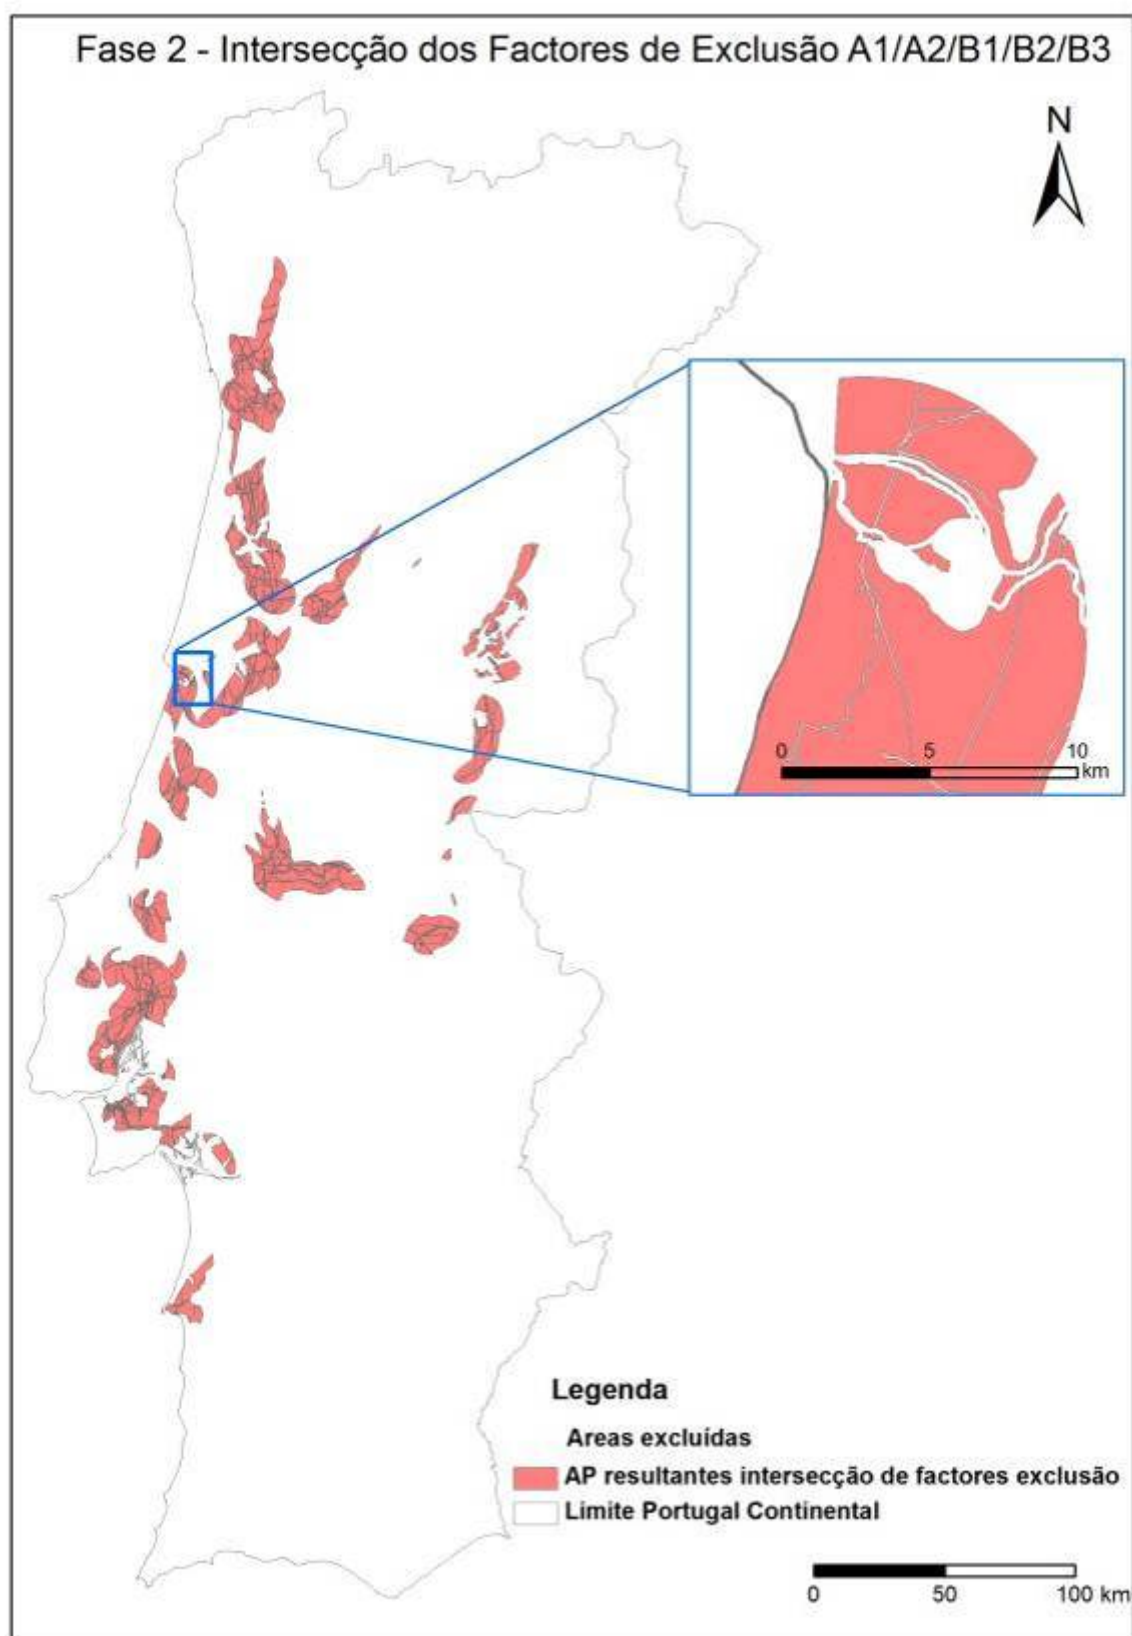 Fase 2 - Intersecção dos Factores de Exclusão A1/A2/B1/B2/B3
N
0 5 10
km
Legenda
Areas excluídas
AP resultantes intersecção de factores exclusão
Limite Portugal Continental
0 50 100 km